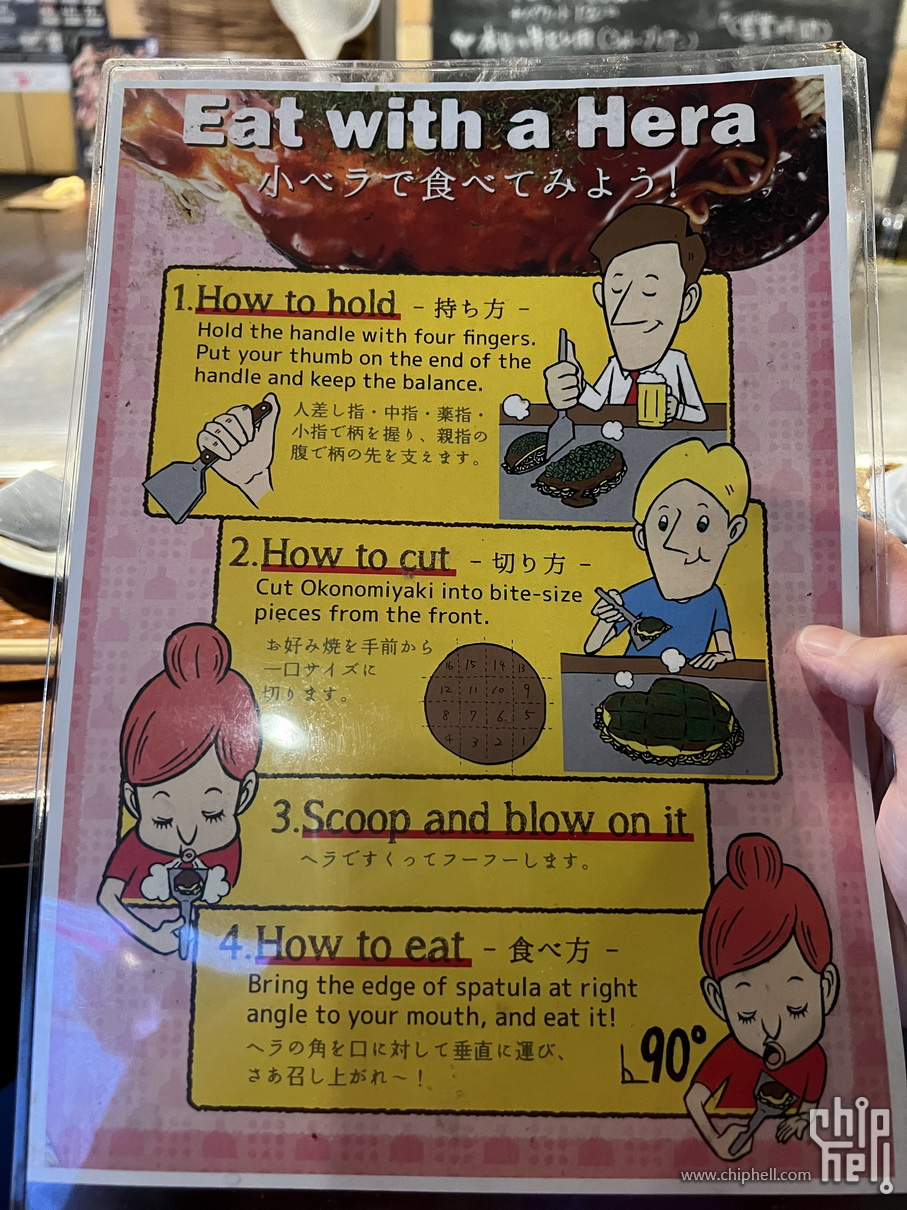 Eat with a Hera
小ベラで食べてみよう!
1.How to hold - 持ち方 -
Hold the handle with four fingers.
Put your thumb on the end of the
handle and keep the balance.
人差し指・中指・薬指・
小指で柄を握り、親指の
腹で柄の先を支えます。
2.How to cut - 切り方 -
Cut Okonomiyaki into bite-size
pieces from the front.
お好み焼を手前から
一口サイズに
切ります。
16 15 14 13
12 11 10 9
8 7 6 5
4 3 2 1
3.Scoop and blow on it
ヘラですくってフーフーします。
4.How to eat - 食べ方 -
Bring the edge of spatula at right
angle to your mouth, and eat it!
ヘラの角を口に対して垂直に運び、
さあ召し上がれ〜!
90°
www.chiphell.com
chip
hell